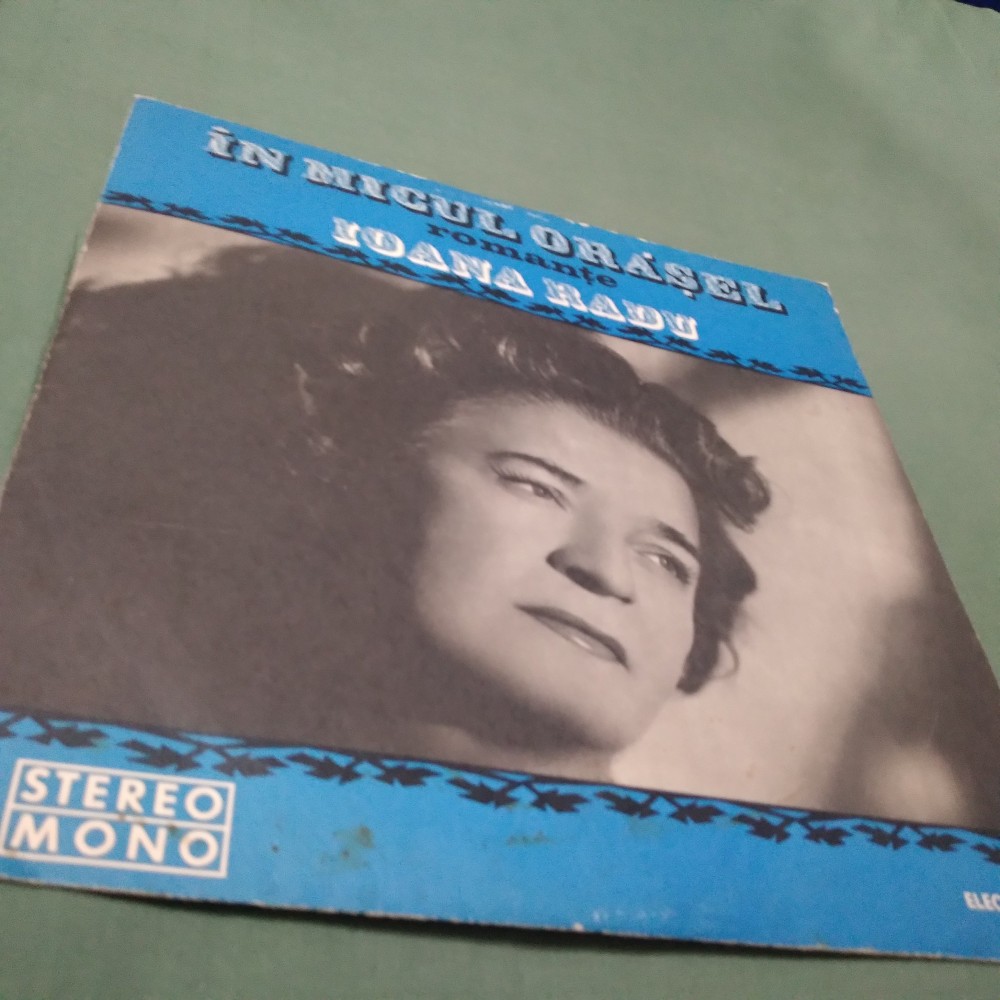 ÎN MICUL ORĂȘEL
romanțe
IOANA RADU
STEREO
MONO